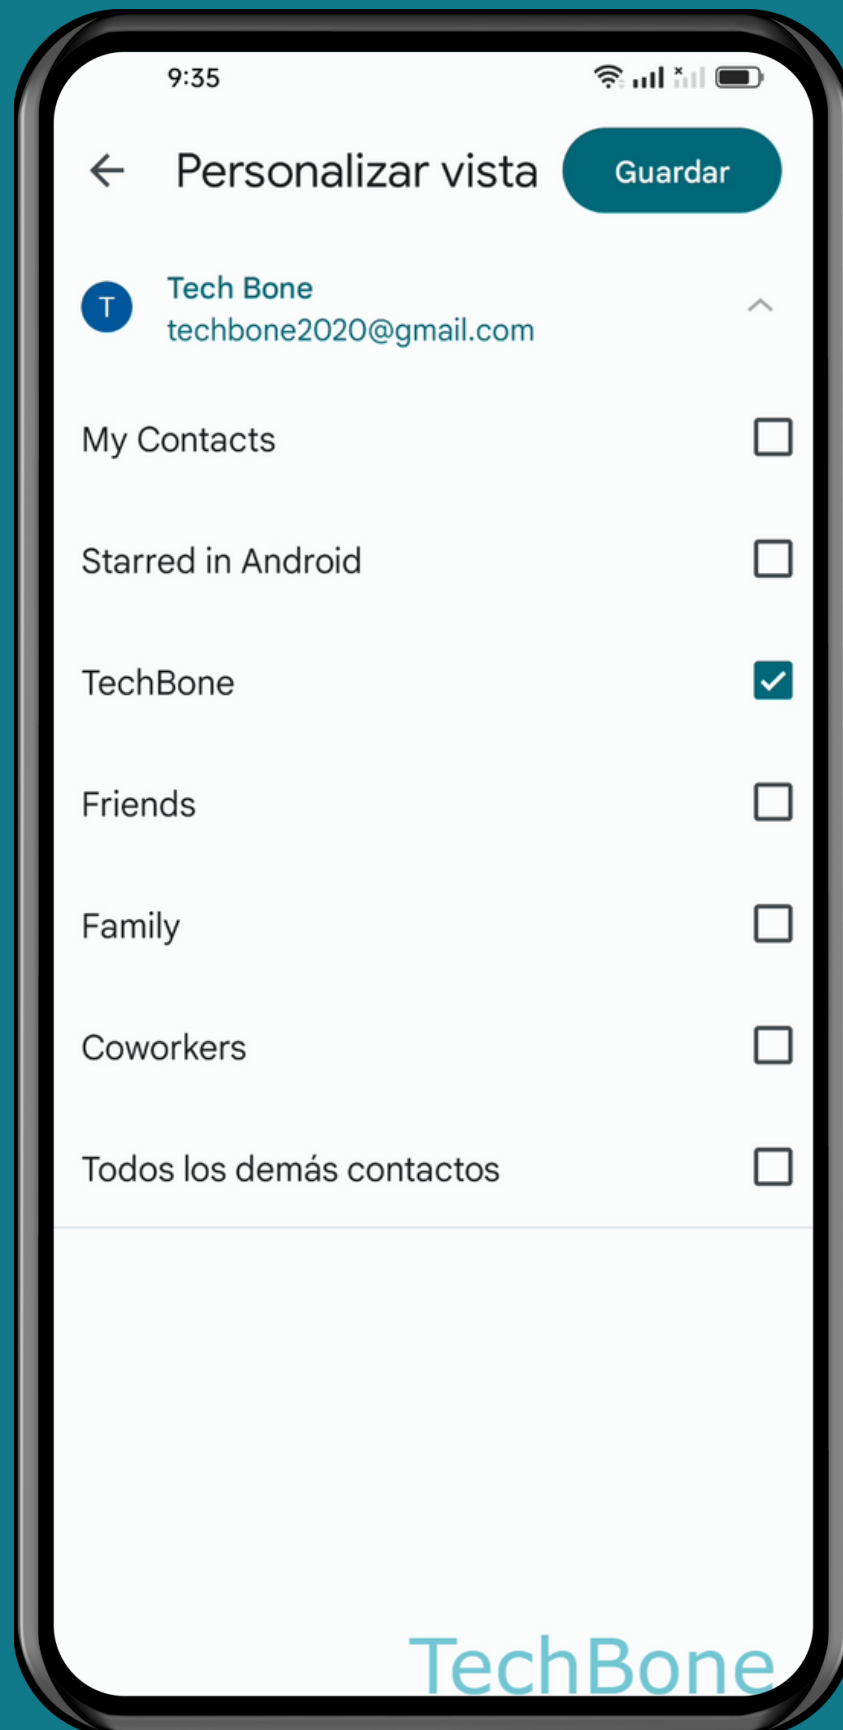 9:35
Personalizar vista
Guardar
T
Tech Bone
techbone2020@gmail.com
My Contacts
Starred in Android
TechBone
Friends
Family
Coworkers
Todos los demás contactos
TechBone